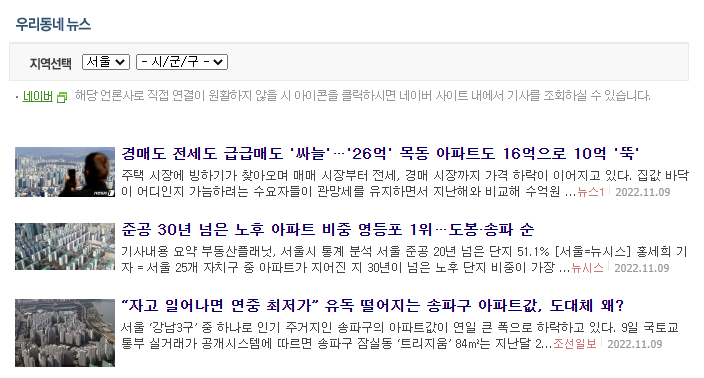 우리동네 뉴스
지역선택 서울 - 시/군/구 -
· 네이버 해당 언론사로 직접 연결이 원활하지 않을 시 아이콘을 클릭하시면 네이버 사이트 내에서 기사를 조회하실 수 있습니다.
경매도 전세도 급급매도 '싸늘'…'26억' 목동 아파트도 16억으로 10억 '뚝'
주택 시장에 빙하기가 찾아오며 매매 시장부터 전세, 경매 시장까지 가격 하락이 이어지고 있다. 집값 바닥
이 어디인지 가늠하려는 수요자들이 관망세를 유지하면서 지난해와 비교해 수억원 ...뉴스1 | 2022.11.09
준공 30년 넘은 노후 아파트 비중 영등포 1위…도봉·송파 순
기사내용 요약 부동산플래닛, 서울시 통계 분석 서울 준공 20년 넘은 단지 51.1% [서울=뉴시스] 홍세희 기
자 = 서울 25개 자치구 중 아파트가 지어진 지 30년이 넘은 노후 단지 비중이 가장 ...뉴시스 | 2022.11.09
“자고 일어나면 연중 최저가” 유독 떨어지는 송파구 아파트값, 도대체 왜?
서울 ‘강남3구’ 중 하나로 인기 주거지인 송파구의 아파트값이 연일 큰 폭으로 하락하고 있다. 9일 국토교
통부 실거래가 공개시스템에 따르면 송파구 잠실동 ‘트리지움’ 84㎡는 지난달 2...조선일보 | 2022.11.09